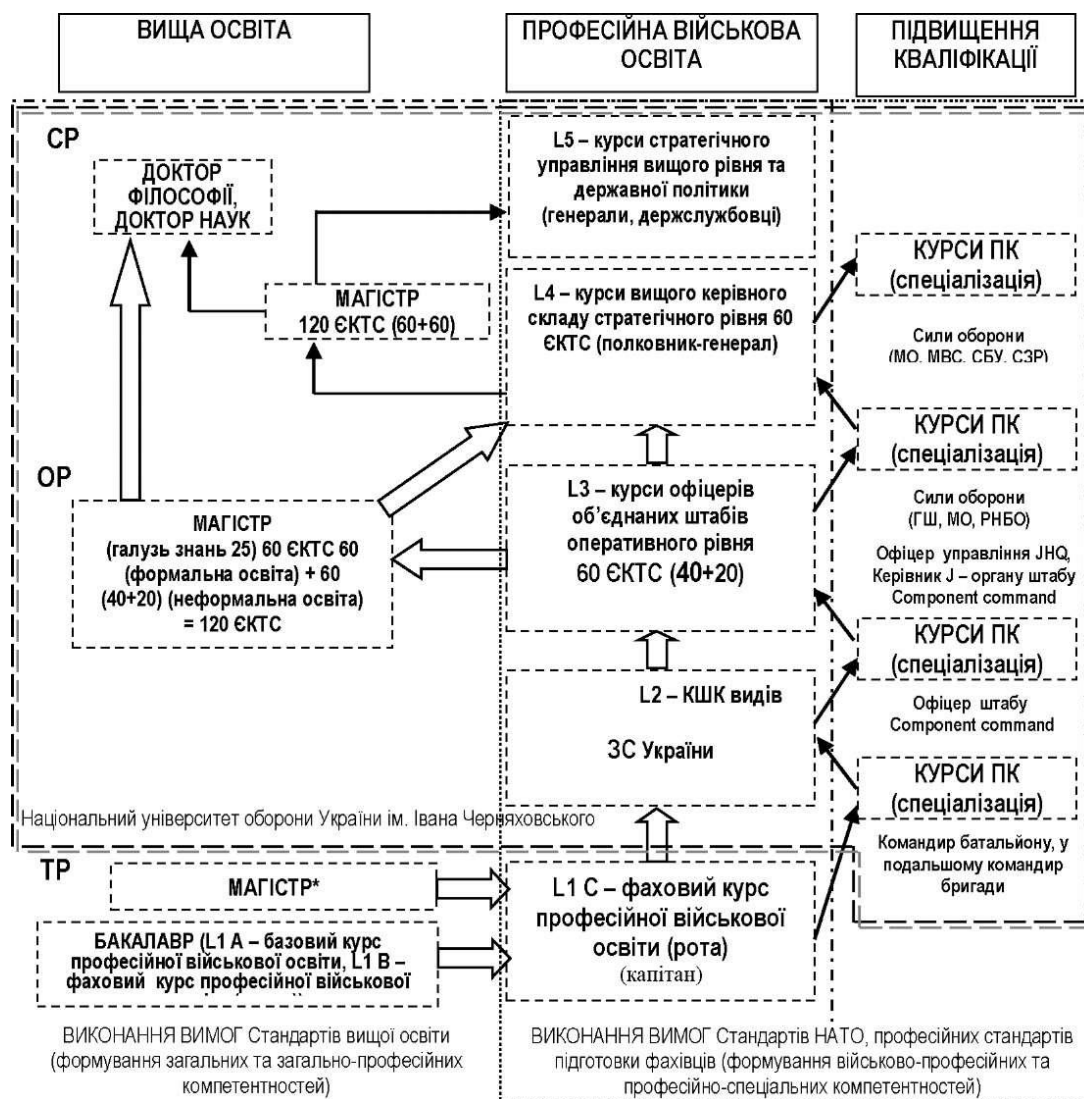 ВИЩА ОСВІТА
ПРОФЕСІЙНА ВІЙСЬКОВА
ОСВІТА
ПІДВИЩЕННЯ
КВАЛІФІКАЦІЇ
СР
ДОКТОР
ФІЛОСОФІЇ,
ДОКТОР НАУК
МАГІСТР
120 ЄКТС (60+60)
L5 – курси стратегічного
управління вищого рівня та
державної політики
(генерали, держслужбовці)
L4 – курси вищого керівного
складу стратегічного рівня 60
ЄКТС (полковник-генерал)
КУРСИ ПК
(спеціалізація)
Сили оборони
(МО, МВС, СБУ, СЗР)
КУРСИ ПК
(спеціалізація)
ОР
МАГІСТР
(галузь знань 25) 60 ЄКТС 60
(формальна освіта) + 60
(40+20) (неформальна освіта)
= 120 ЄКТС
L3 – курси офіцерів
об’єднаних штабів
оперативного рівня
60 ЄКТС (40+20)
Сили оборони
(ГШ, МО, РНБО)
Офіцер управління JHQ,
Керівник J – органу штабу
Component command
КУРСИ ПК
(спеціалізація)
L2 – КШК видів
ЗС України
Офіцер штабу
Component command
КУРСИ ПК
(спеціалізація)
Національний університет оборони України ім. Івана Черняховського
Командир батальйону, у
подальшому командир
бригади
ТР
МАГІСТР*
БАКАЛАВР (L1 А – базовий курс
професійної військової освіти, L1 В –
фаховий курс професійної військової
L1 С – фаховий курс
професійної військової
освіти (рота)
(капітан)
ВИКОНАННЯ ВИМОГ Стандартів вищої освіти
(формування загальних та загально-професійних
компетентностей)
ВИКОНАННЯ ВИМОГ Стандартів НАТО, професійних стандартів
підготовки фахівців (формування військово-професійних та
професійно-спеціальних компетентностей)